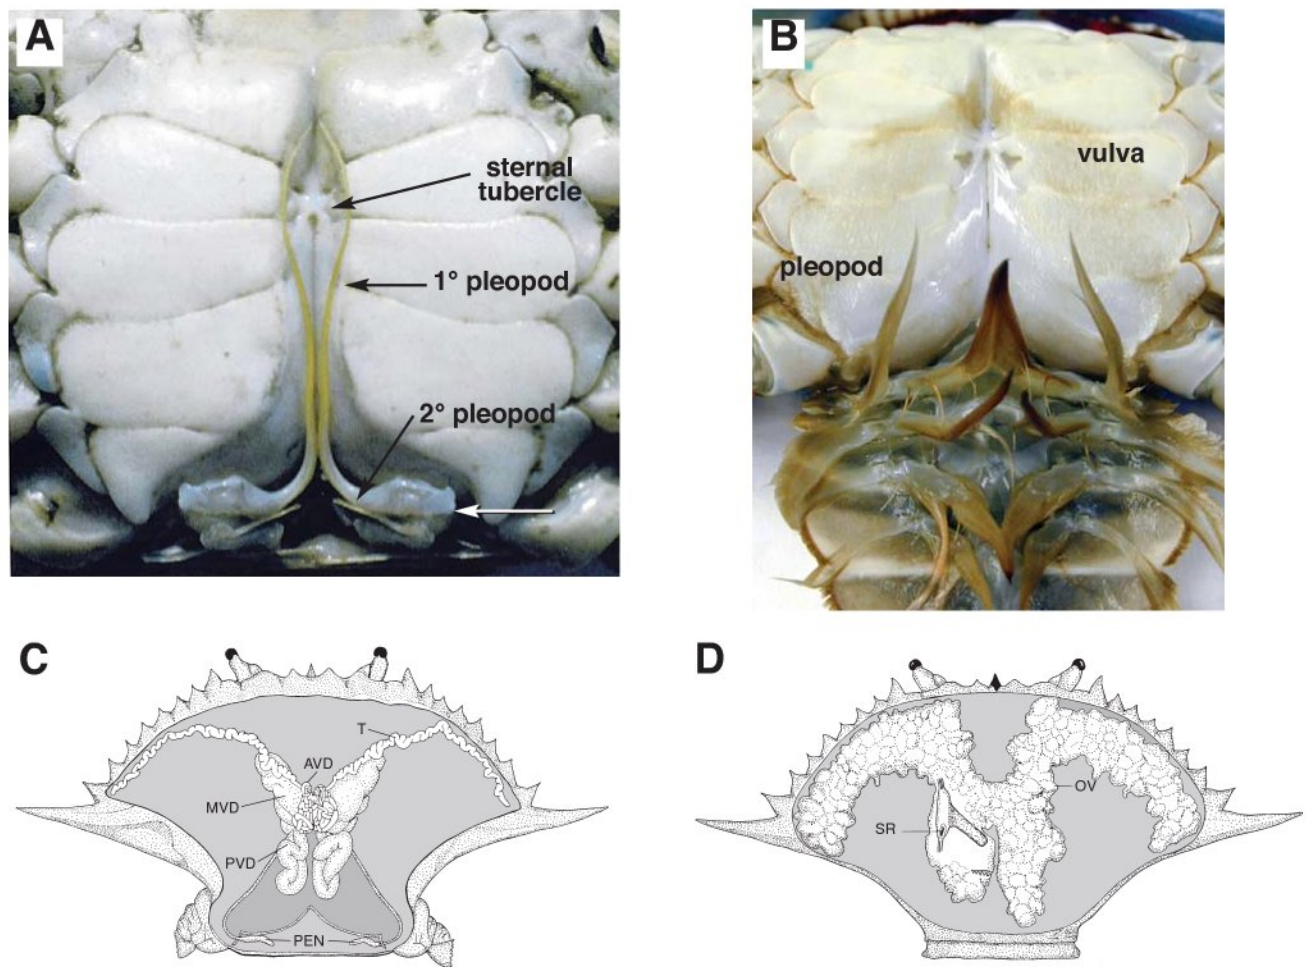 A
sternal
tubercle
1° pleopod
2° pleopod
B
vulva
pleopod
C
T
AVD
MVD
PVD
PEN
D
OV
SR